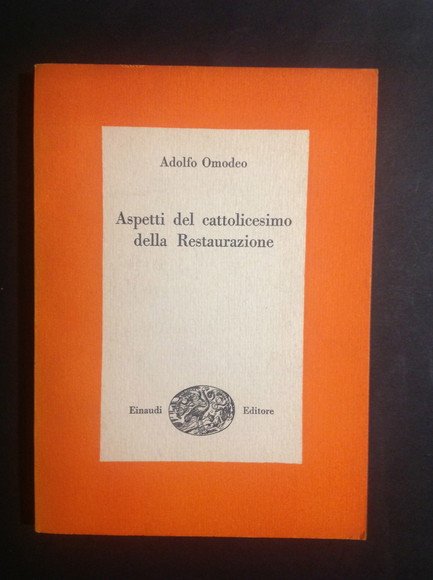 Adolfo Omodeo
Aspetti del cattolicesimo
della Restaurazione
Einaudi Editore